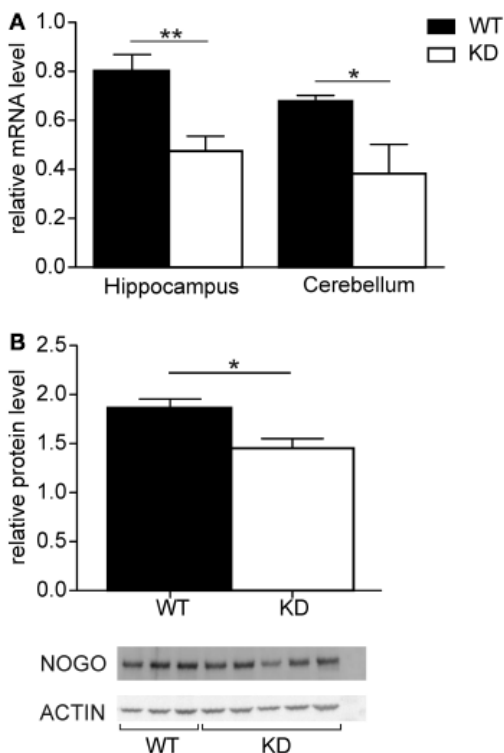 A
relative mRNA level
1.0
0.8
0.6
0.4
0.2
0.0
**
*
WT
KD
Hippocampus
Cerebellum
B
relative protein level
2.5
2.0
1.5
1.0
0.5
0.0
*
WT
KD
NOGO
ACTIN
WT
KD